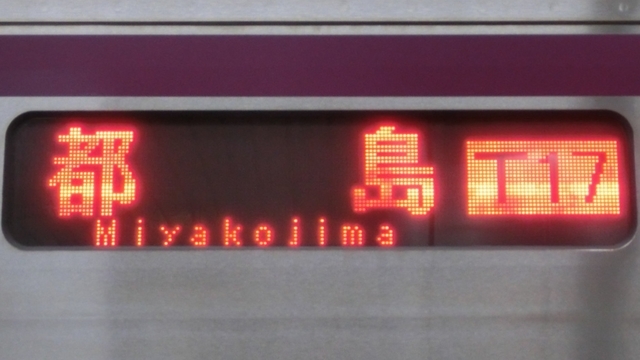 都島 T17
Miyakojima